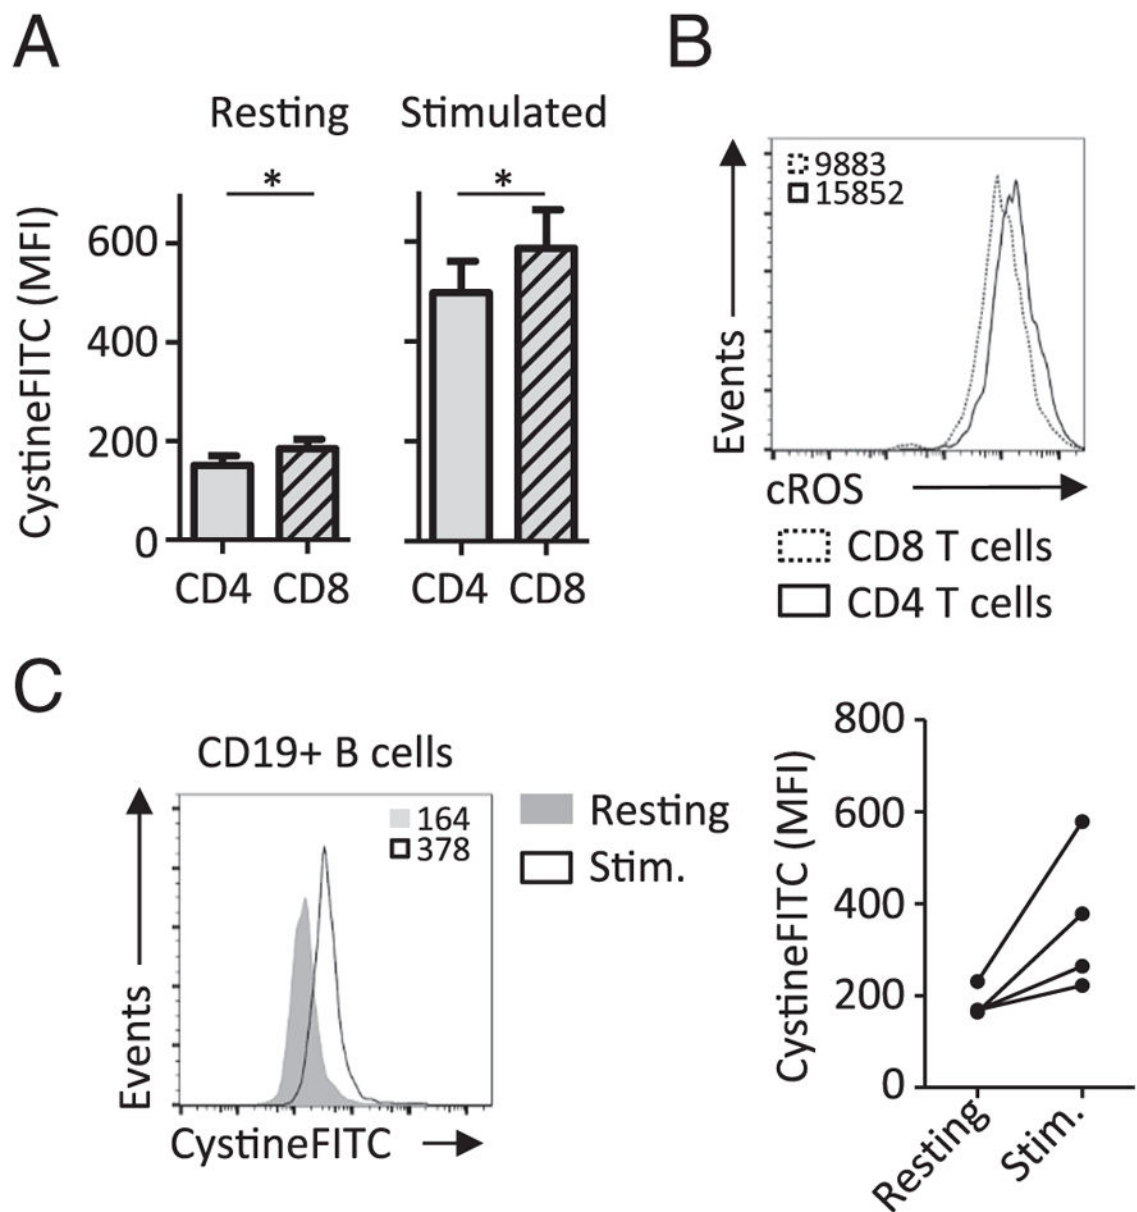 A
Resting
Stimulated
*
*
CystineFITC (MFI)
600
400
200
0
CD4 CD8
CD4 CD8
B
9883
15852
Events
cROS
CD8 T cells
CD4 T cells
C
CD19+ B cells
164
378
Resting
Stim.
Events
CystineFITC
CystineFITC (MFI)
800
600
400
200
0
Resting
Stim.